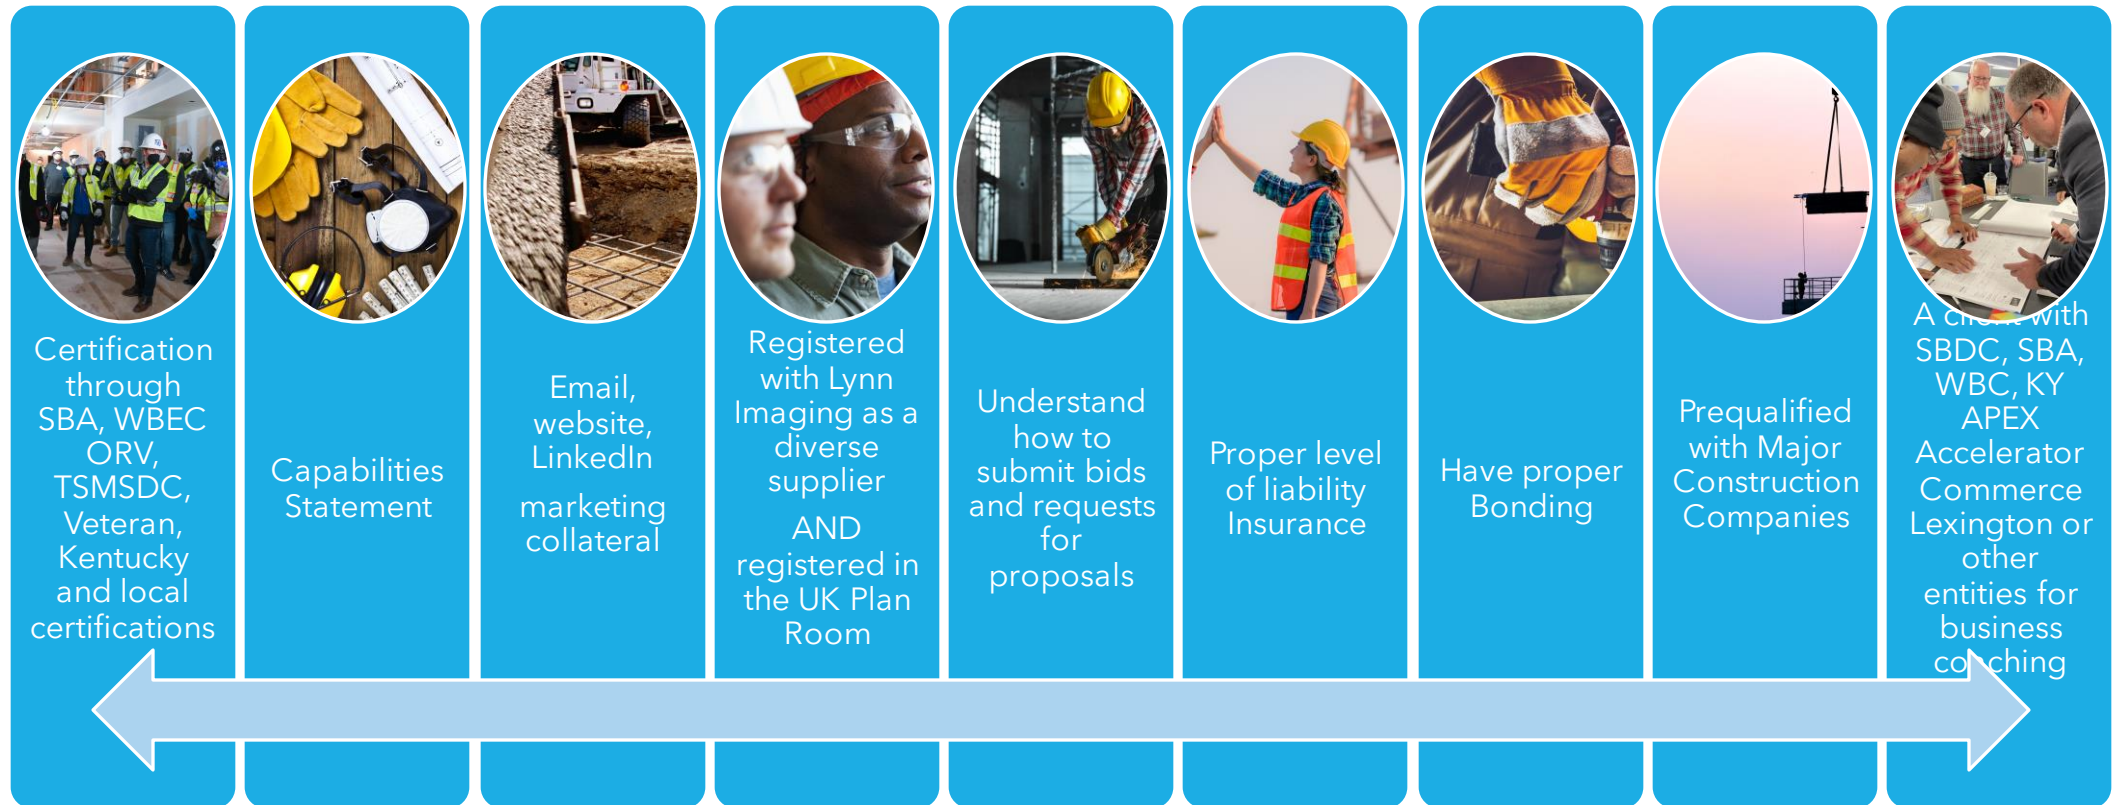 Certification
through
SBA, WBEC
ORV,
TSMSDC,
Veteran,
Kentucky
and local
certifications
Capabilities
Statement
Email,
website,
LinkedIn
marketing
collateral
Registered
with Lynn
Imaging as a
diverse
supplier
AND
registered in
the UK Plan
Room
Understand
how to
submit bids
and requests
for
proposals
Proper level
of liability
Insurance
Have proper
Bonding
Prequalified
with Major
Construction
Companies
A client with
SBDC, SBA,
WBC, KY
APEX
Accelerator
Commerce
Lexington or
other
entities for
business
coaching